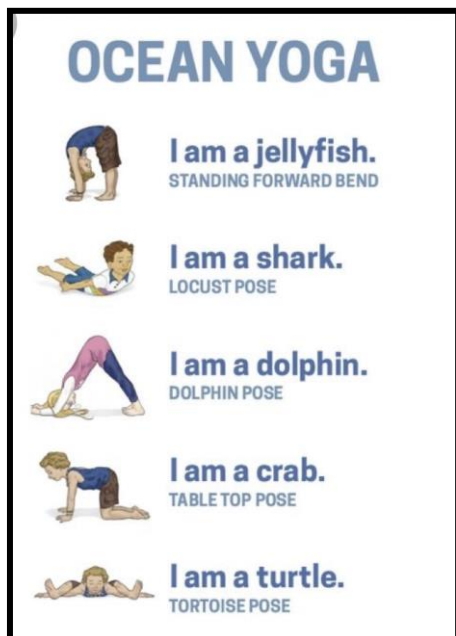 OCEAN YOGA
I am a jellyfish.
STANDING FORWARD BEND
I am a shark.
LOCUST POSE
I am a dolphin.
DOLPHIN POSE
I am a crab.
TABLE TOP POSE
I am a turtle.
TORTOISE POSE